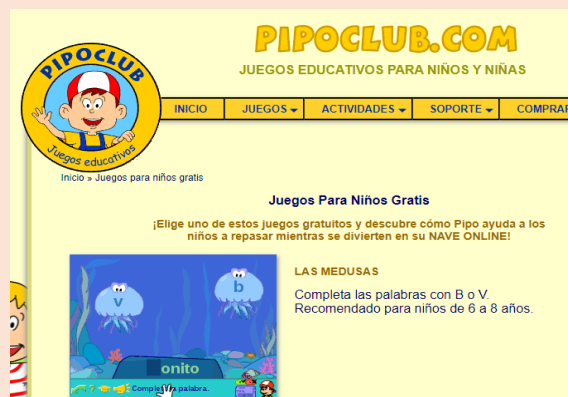 PIPOCLUB.COM
JUEGOS EDUCATIVOS PARA NIÑOS Y NIÑAS
PIPOCLUB
Juegos educativos
INICIO JUEGOS ACTIVIDADES SOPORTE COMPRAR
Inicio » Juegos para niños gratis
Juegos Para Niños Gratis
¡Elige uno de estos juegos gratuitos y descubre cómo Pipo ayuda a los
niños a repasar mientras se divierten en su NAVE ONLINE!
LAS MEDUSAS
Completa las palabras con B o V.
Recomendado para niños de 6 a 8 años.
v
b
onito
Completa la palabra.